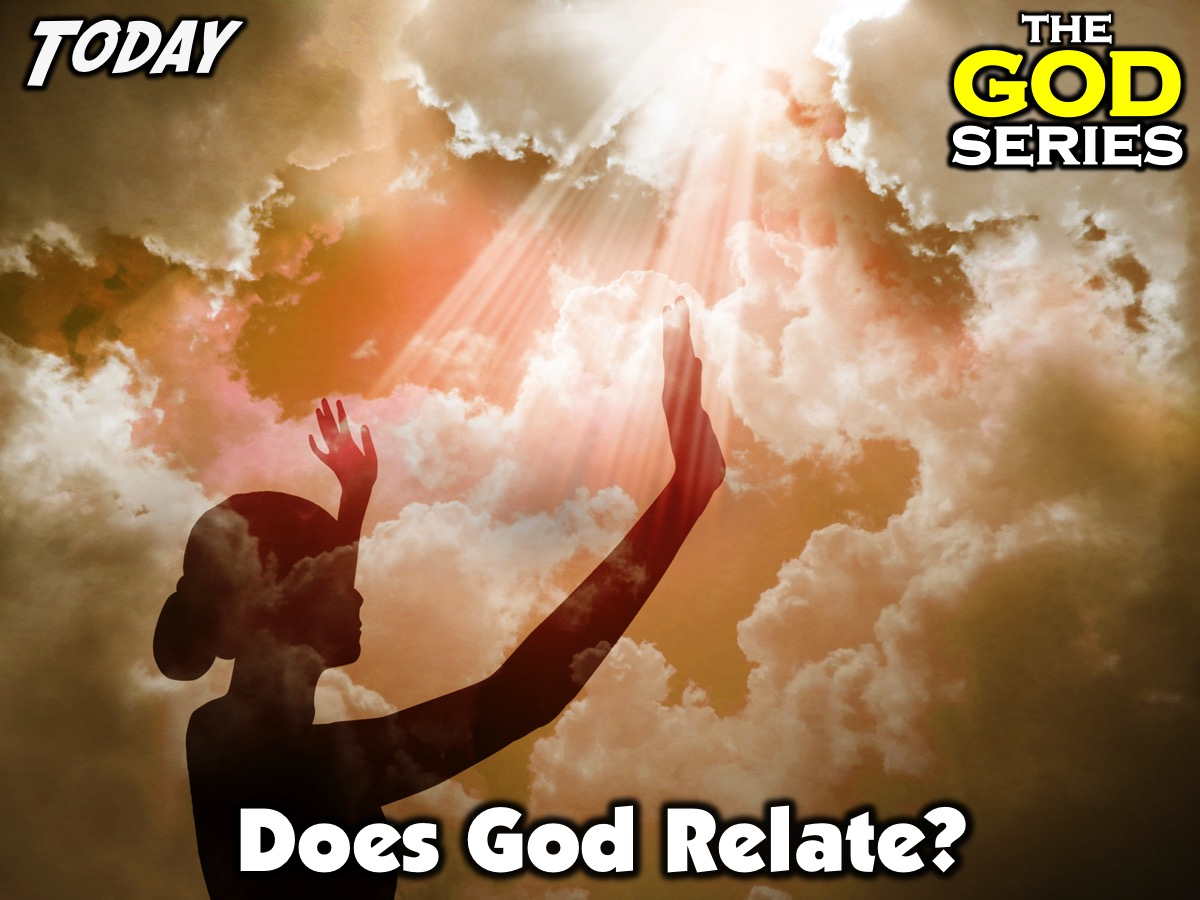 TODAY
THE
GOD
SERIES
Does God Relate?